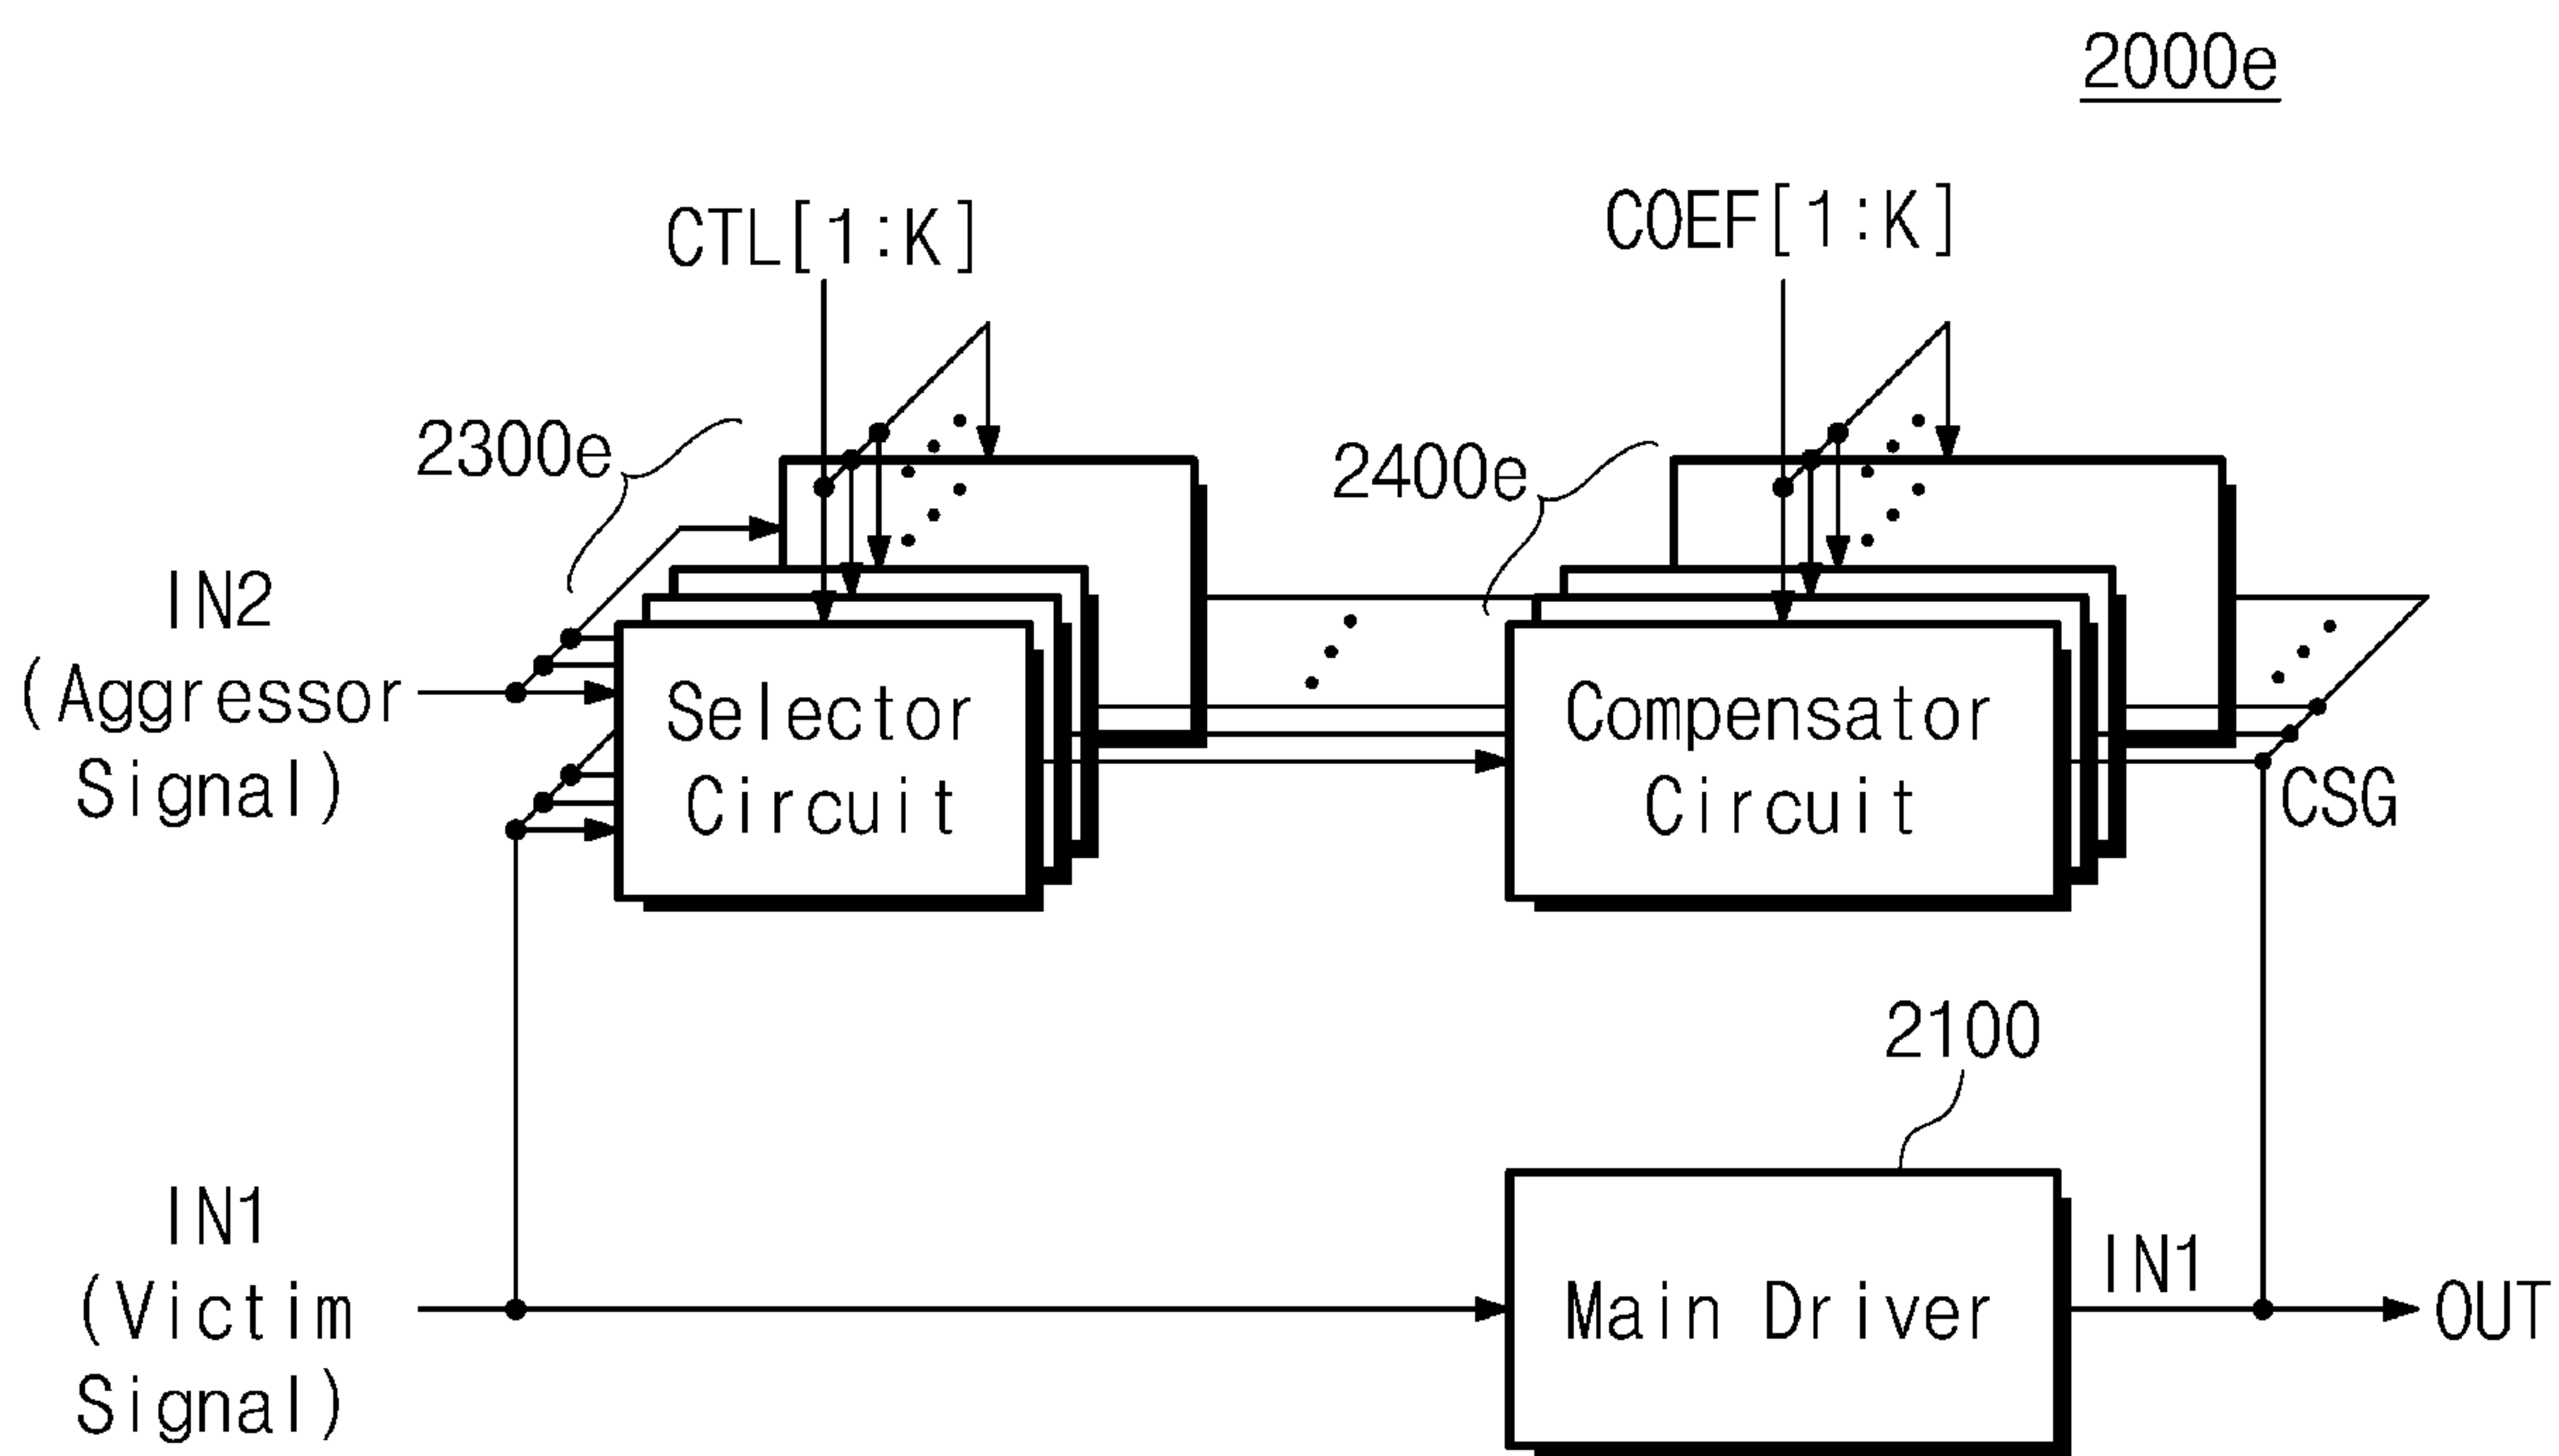 2000e
CTL[1:K]
COEF[1:K]
2300e
2400e
IN2
(Aggressor
Signal)
Selector
Circuit
Compensator
Circuit
CSG
2100
IN1
(Victim
Signal)
Main Driver
IN1
OUT